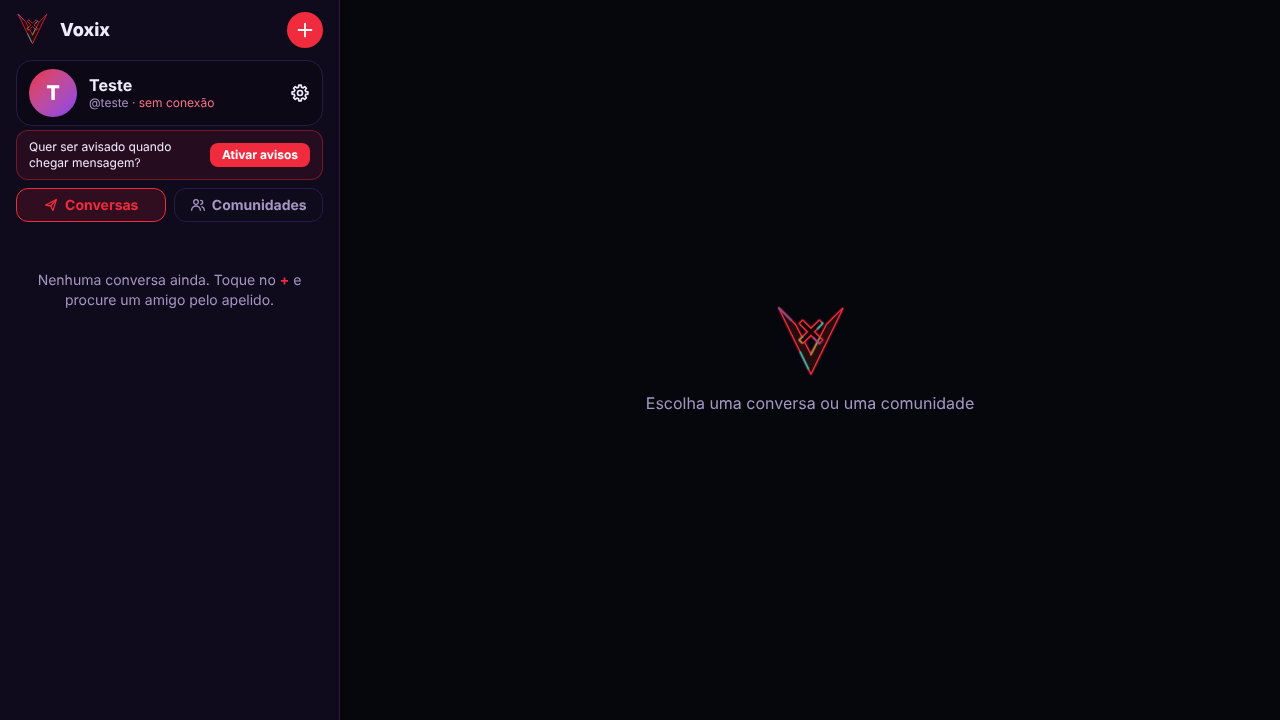 Voxix
T
Teste
@teste · sem conexão
Quer ser avisado quando
chegar mensagem?
Ativar avisos
Conversas
Comunidades
Nenhuma conversa ainda. Toque no + e
procure um amigo pelo apelido.
Escolha uma conversa ou uma comunidade